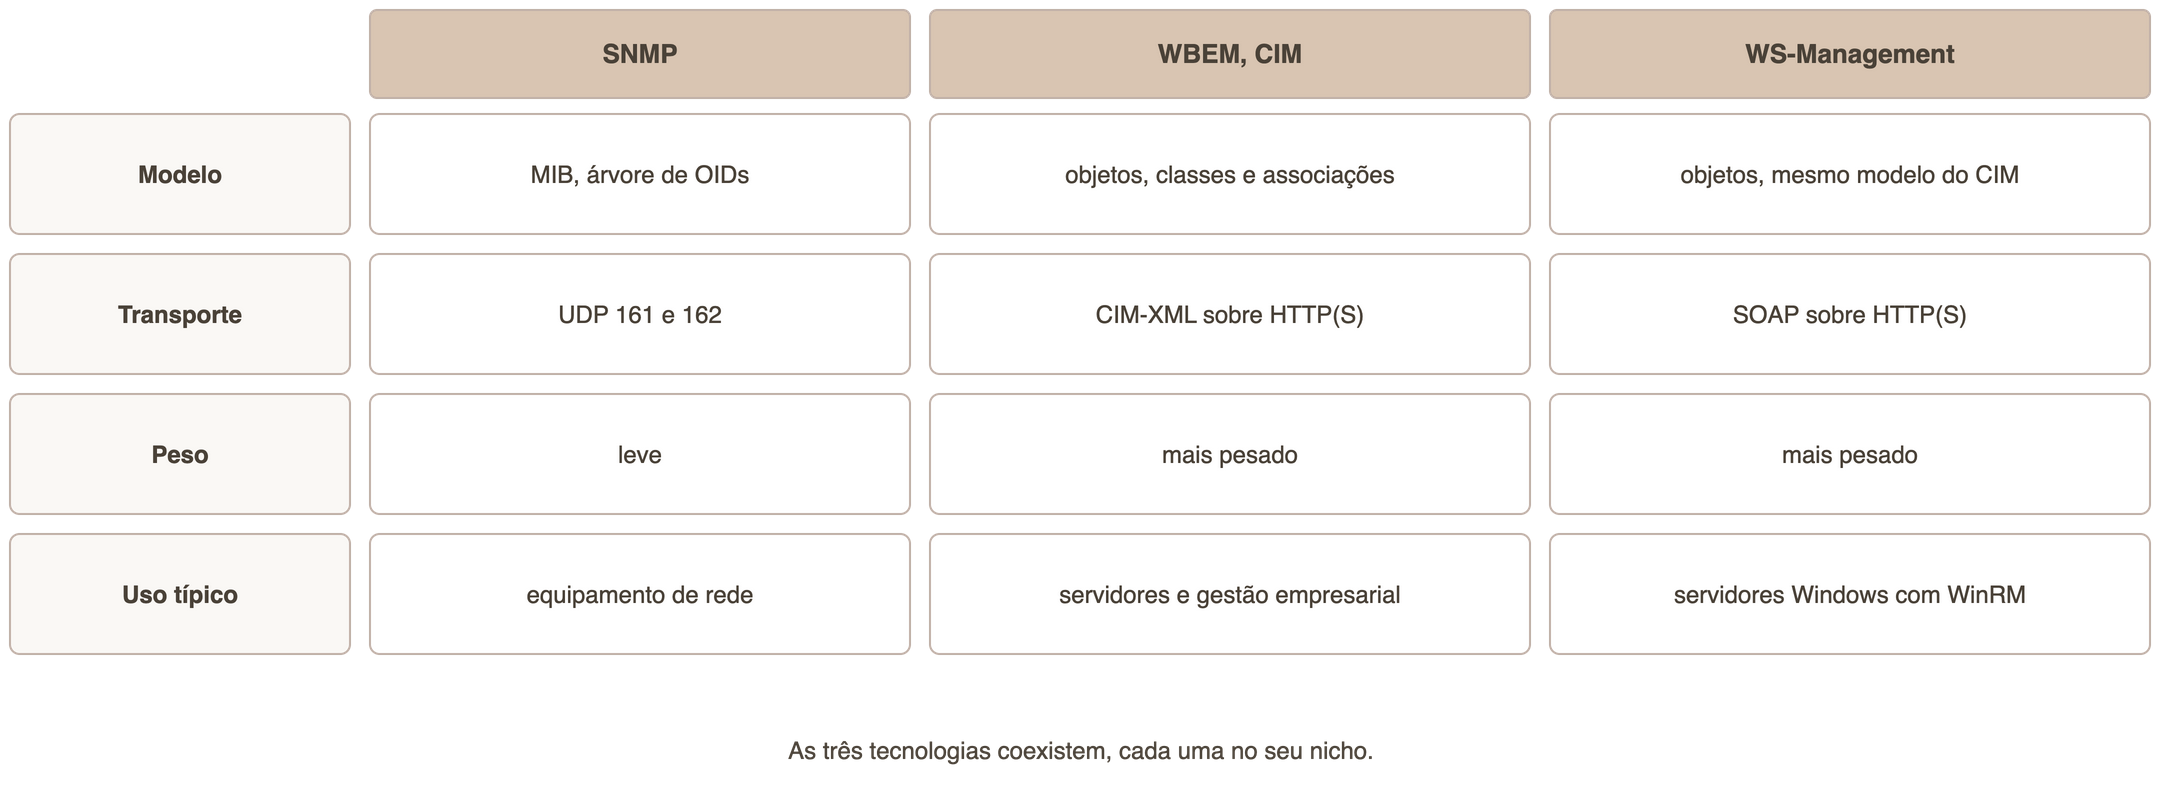 SNMP
WBEM, CIM
WS-Management
Modelo
MIB, árvore de OIDs
objetos, classes e associações
objetos, mesmo modelo do CIM
Transporte
UDP 161 e 162
CIM-XML sobre HTTP(S)
SOAP sobre HTTP(S)
Peso
leve
mais pesado
mais pesado
Uso típico
equipamento de rede
servidores e gestão empresarial
servidores Windows com WinRM
As três tecnologias coexistem, cada uma no seu nicho.